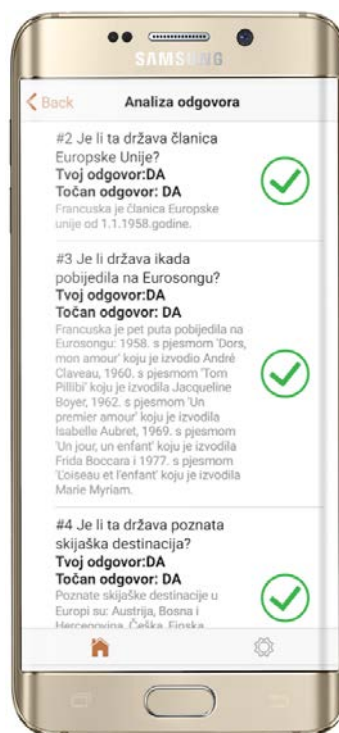 SAMSUNG
Back
Analiza odgovora
#2 Je li ta država članica
Europske Unije?
Tvoj odgovor:DA
Točan odgovor: DA
Francuska je članica Europske
unije od 1.1.1958.godine.
#3 Je li država ikada
pobijedila na Eurosongu?
Tvoj odgovor:DA
Točan odgovor: DA
Francuska je pet puta pobijedila na
Eurosongu: 1958. s pjesmom 'Dors,
mon amour' koju je izvodio André
Claveau, 1960. s pjesmom 'Tom
Pillibi' koju je izvodila Jacqueline
Boyer, 1962. s pjesmom 'Un
premier amour' koju je izvodila
Isabelle Aubret, 1969. s pjesmom
'Un jour, un enfant' koju je izvodila
Frida Boccara i 1977. s pjesmom
'L'oiseau et l'enfant' koju je izvodila
Marie Myriam.
#4 Je li ta država poznata
skijaška destinacija?
Tvoj odgovor:DA
Točan odgovor: DA
Poznate skijaške destinacije u
Europi su: Austrija, Bosna i
Hercegovina, Češka, Finska,